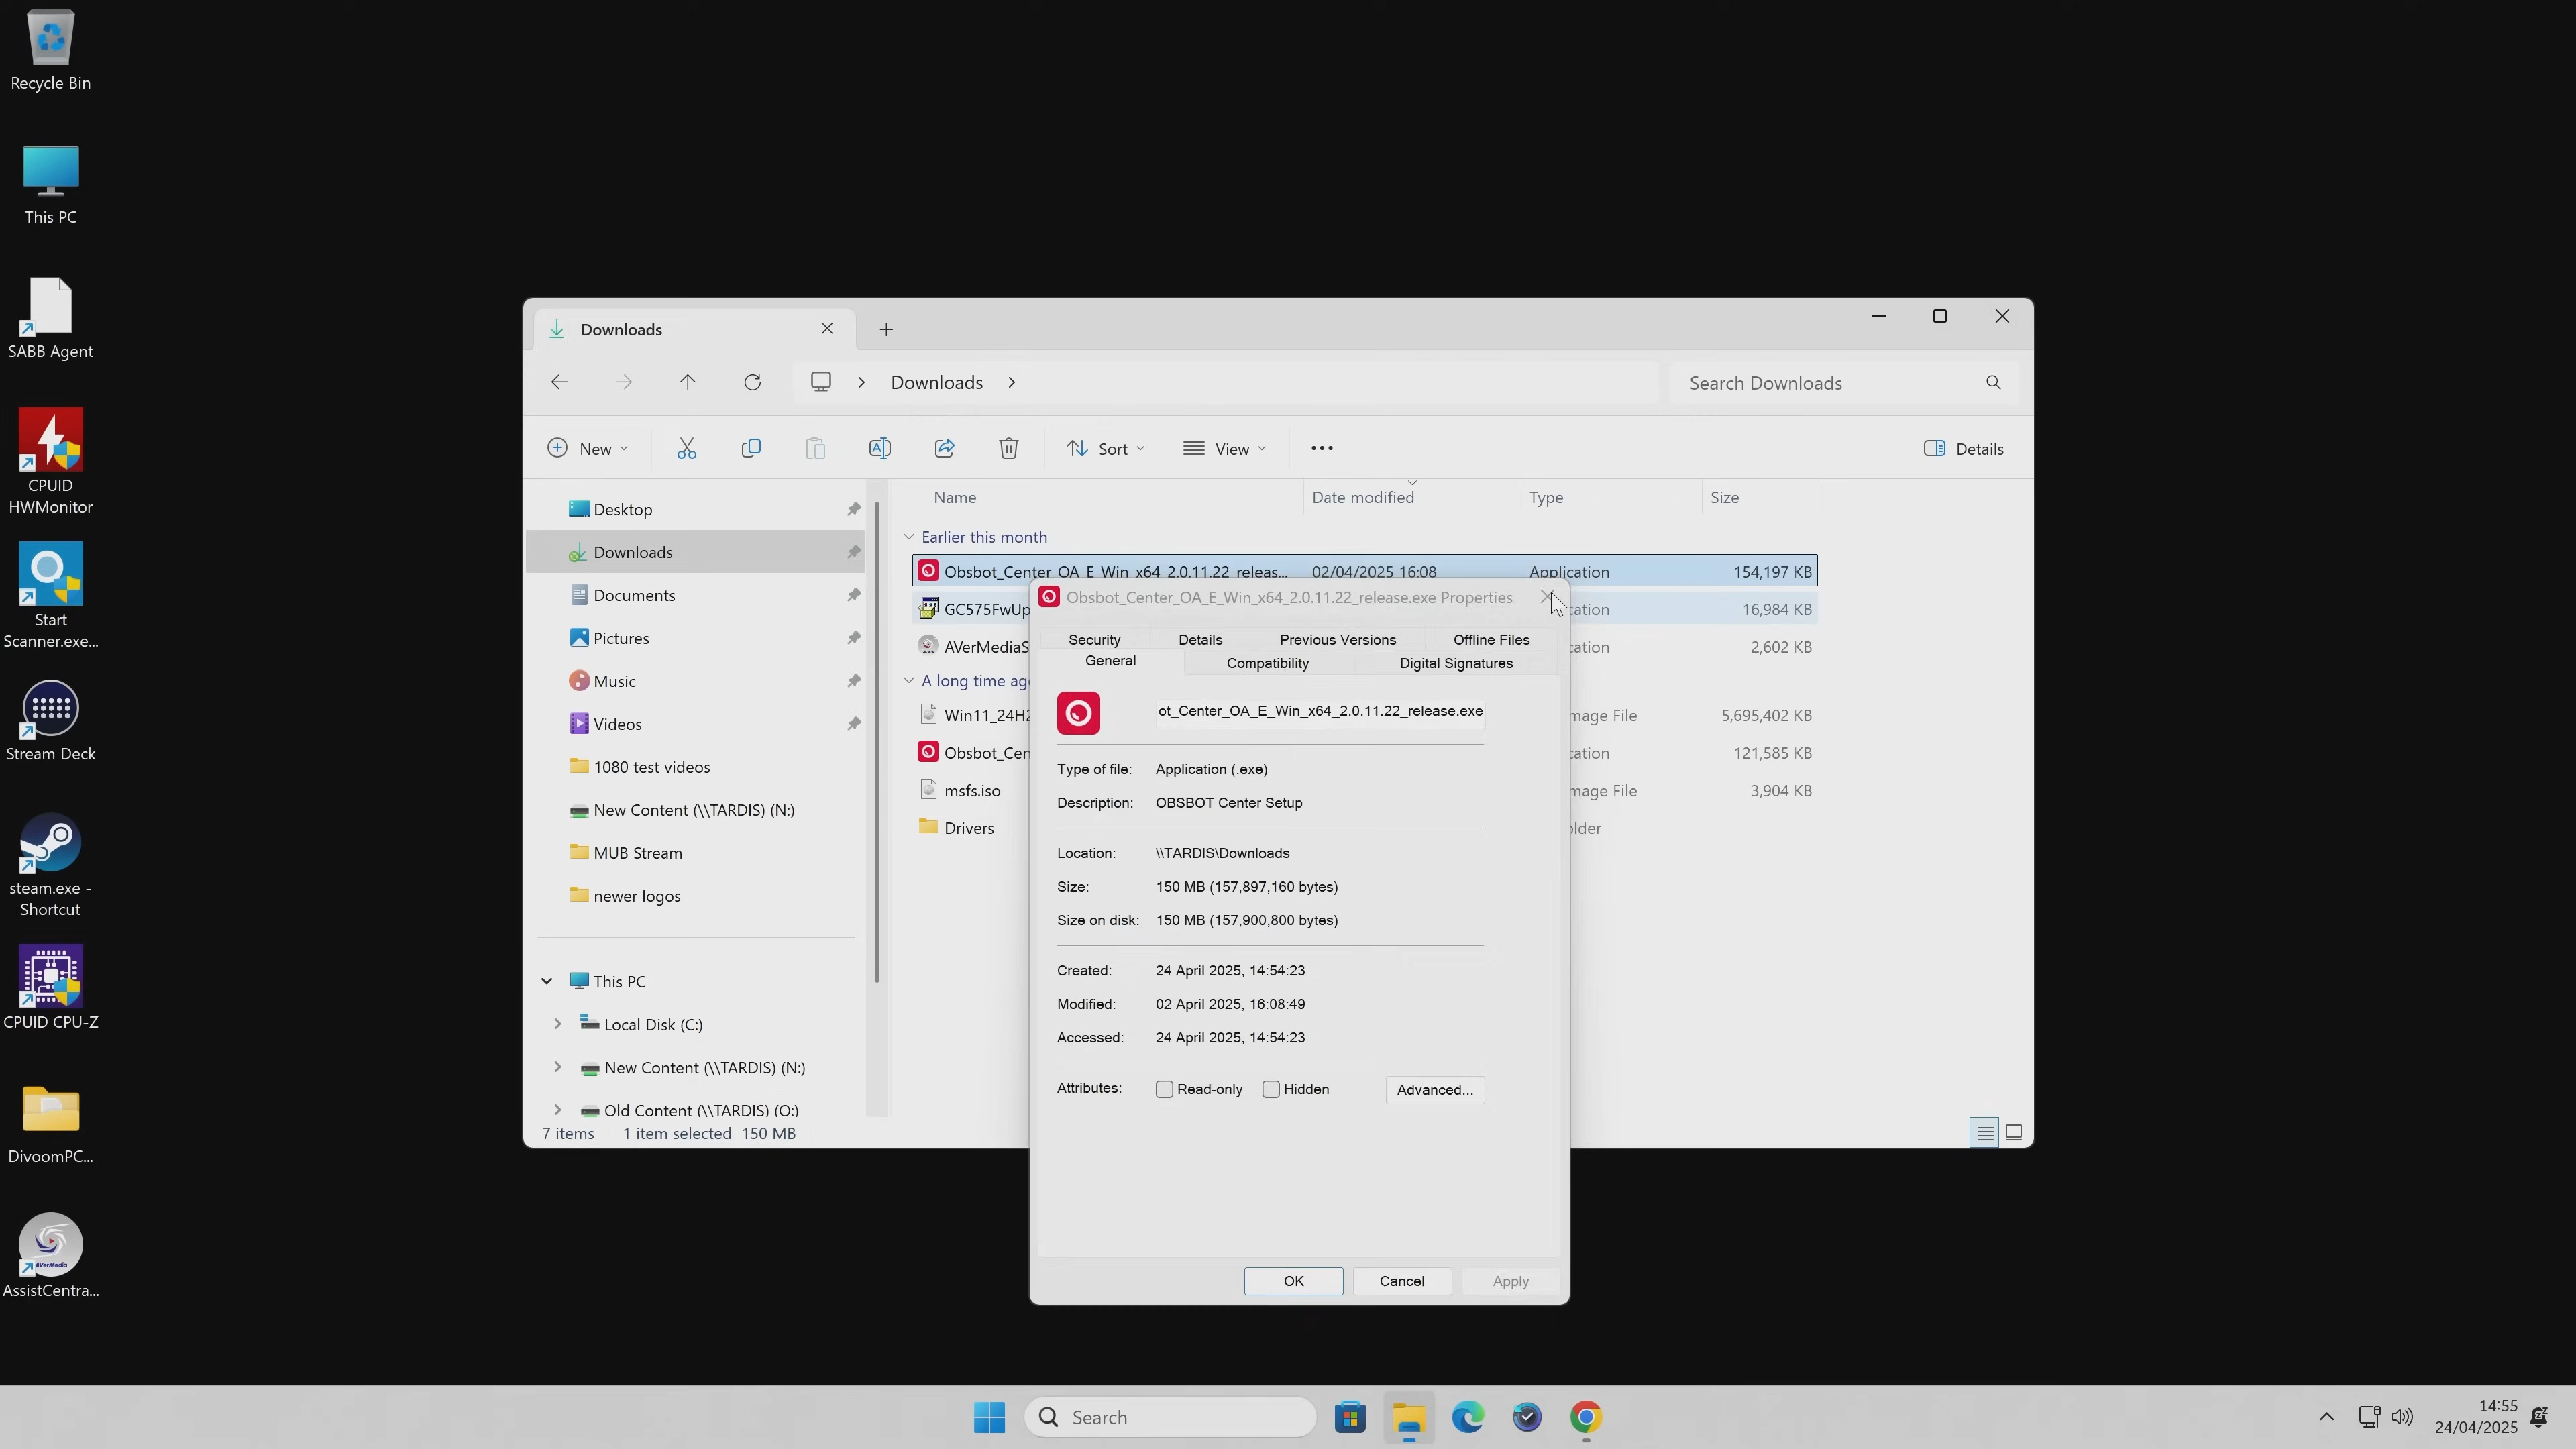 Recycle Bin
This PC
SABB Agent
CPUID
HWMonitor
Start
Scanner.exe...
Stream Deck
steam.exe -
Shortcut
CPUID CPU-Z
DivoomPC...
AVerMedia
AssistCentra...
Downloads
Downloads
Search Downloads
New
Sort
View
Details
Desktop
Downloads
Documents
Pictures
Music
Videos
1080 test videos
New Content (\\TARDIS) (N:)
MUB Stream
newer logos
This PC
Local Disk (C:)
New Content (\\TARDIS) (N:)
Old Content (\\TARDIS) (O:)
7 items 1 item selected 150 MB
Name Date modified Type Size
Earlier this month
Obsbot_Center_OA_E_Win_x64_2.0.11.22_releas... 02/04/2025 16:08 Application 154,197 KB
GC575FwUp cation 16,984 KB
AVerMediaS cation 2,602 KB
A long time ago
Win11_24H2 mage File 5,695,402 KB
Obsbot_Cen cation 121,585 KB
msfs.iso mage File 3,904 KB
Drivers older
Obsbot_Center_OA_E_Win_x64_2.0.11.22_release.exe Properties
Security Details Previous Versions Offline Files
General Compatibility Digital Signatures
ot_Center_OA_E_Win_x64_2.0.11.22_release.exe
Type of file: Application (.exe)
Description: OBSBOT Center Setup
Location: \\TARDIS\Downloads
Size: 150 MB (157,897,160 bytes)
Size on disk: 150 MB (157,900,800 bytes)
Created: 24 April 2025, 14:54:23
Modified: 02 April 2025, 16:08:49
Accessed: 24 April 2025, 14:54:23
Attributes: Read-only Hidden Advanced...
OK Cancel Apply
Search
14:55
24/04/2025